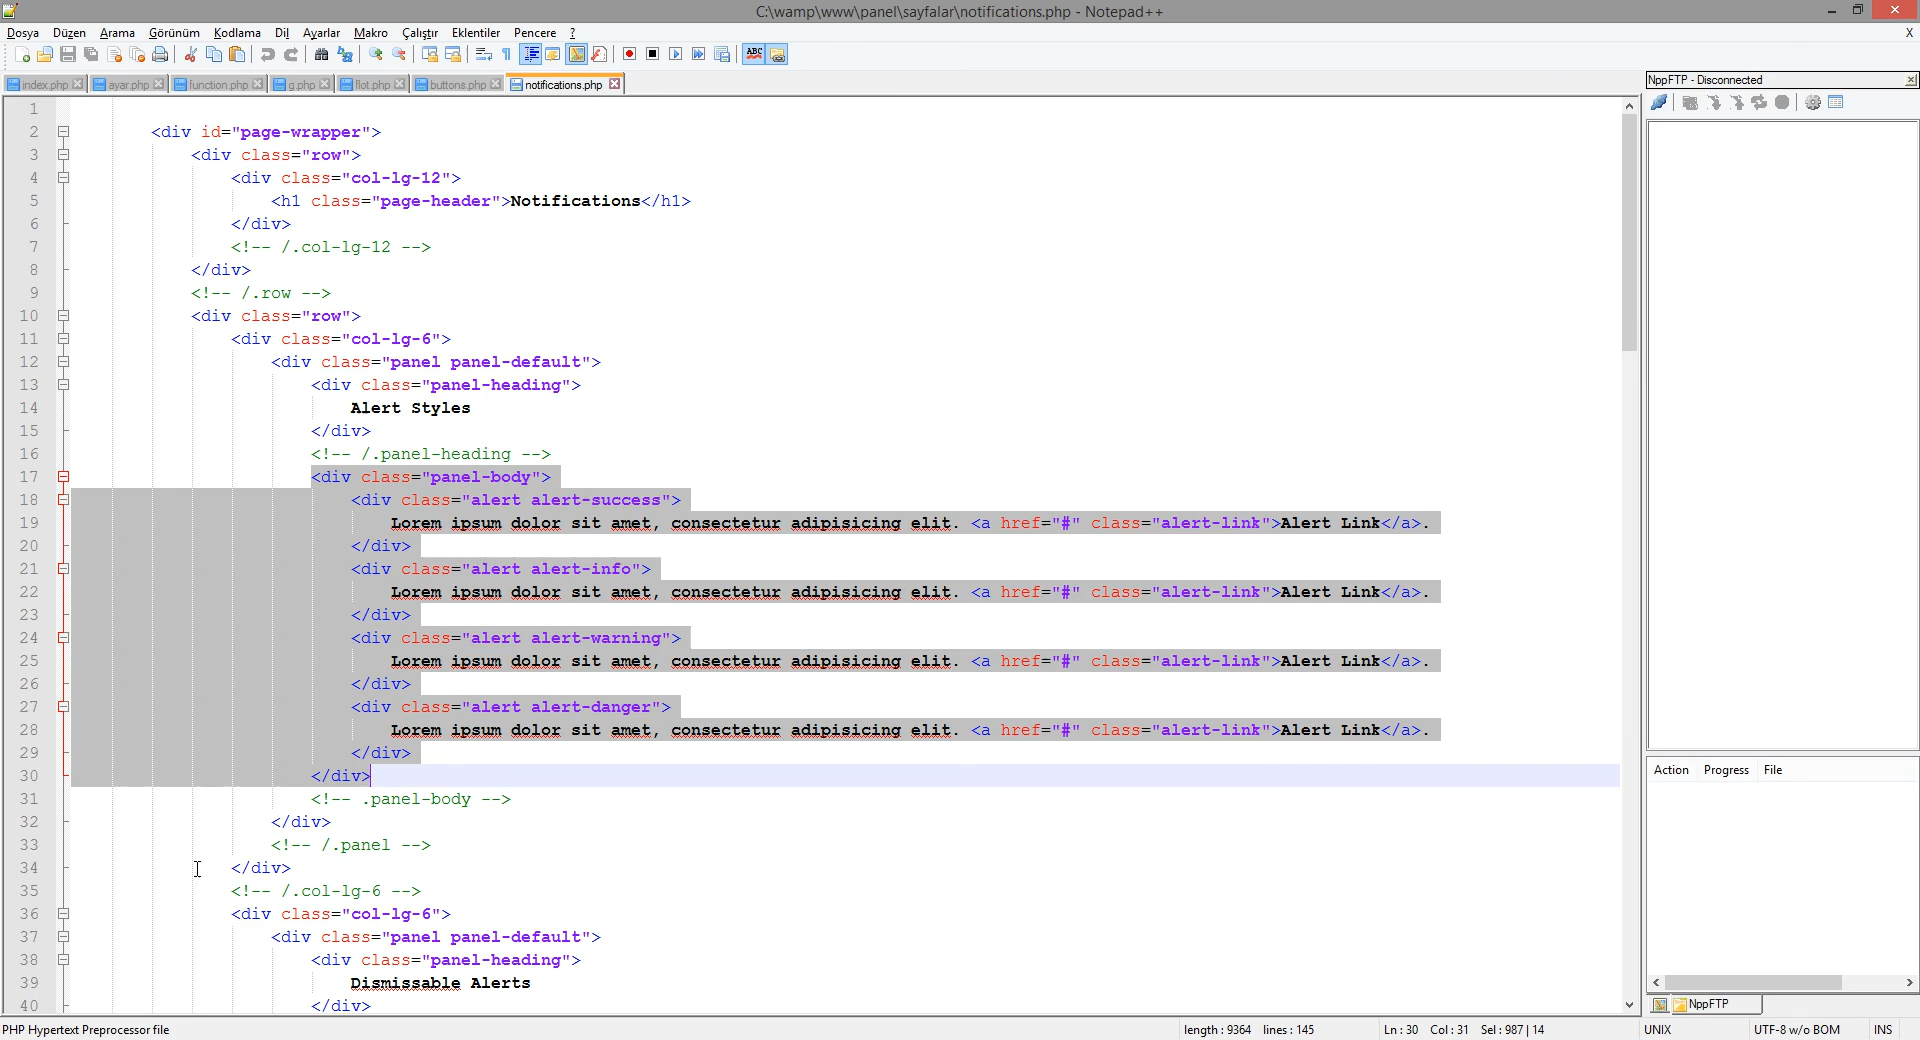 C:\wamp\www\panel\sayfalar\notifications.php - Notepad++
Dosya Düzen Arama Görünüm Kodlama Dil Ayarlar Makro Çalıştır Eklentiler Pencere ? X
ABC
index.php ayar.php function.php g.php flot.php buttons.php notifications.php
NppFTP - Disconnected
1
2 <div id="page-wrapper">
3 <div class="row">
4 <div class="col-lg-12">
5 <h1 class="page-header">Notifications</h1>
6 </div>
7 <!-- /.col-lg-12 -->
8 </div>
9 <!-- /.row -->
10 <div class="row">
11 <div class="col-lg-6">
12 <div class="panel panel-default">
13 <div class="panel-heading">
14 Alert Styles
15 </div>
16 <!-- /.panel-heading -->
17 <div class="panel-body">
18 <div class="alert alert-success">
19 Lorem ipsum dolor sit amet, consectetur adipisicing elit. <a href="#" class="alert-link">Alert Link</a>.
20 </div>
21 <div class="alert alert-info">
22 Lorem ipsum dolor sit amet, consectetur adipisicing elit. <a href="#" class="alert-link">Alert Link</a>.
23 </div>
24 <div class="alert alert-warning">
25 Lorem ipsum dolor sit amet, consectetur adipisicing elit. <a href="#" class="alert-link">Alert Link</a>.
26 </div>
27 <div class="alert alert-danger">
28 Lorem ipsum dolor sit amet, consectetur adipisicing elit. <a href="#" class="alert-link">Alert Link</a>.
29 </div>
30 </div>
31 <!-- .panel-body -->
32 </div>
33 <!-- /.panel -->
34 </div>
35 <!-- /.col-lg-6 -->
36 <div class="col-lg-6">
37 <div class="panel panel-default">
38 <div class="panel-heading">
39 Dismissable Alerts
40 </div>
Action Progress File
NppFTP
PHP Hypertext Preprocessor file length : 9364 lines : 145 Ln : 30 Col : 31 Sel : 987 | 14 UNIX UTF-8 w/o BOM INS